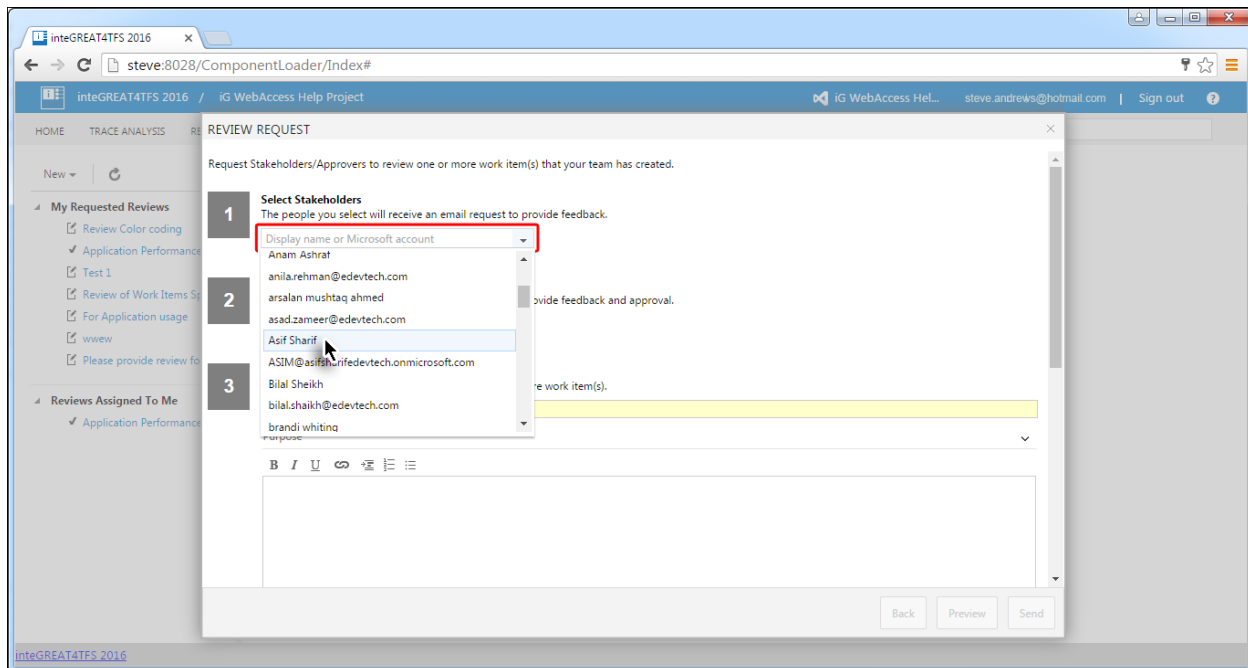 inteGREAT4TFS 2016
steve:8028/ComponentLoader/Index#
inteGREAT4TFS 2016 / iG WebAccess Help Project
iG WebAccess Hel... steve.andrews@hotmail.com | Sign out
HOME TRACE ANALYSIS RE
REVIEW REQUEST
Request Stakeholders/Approvers to review one or more work item(s) that your team has created.
New
My Requested Reviews
Review Color coding
Application Performance
Test 1
Review of Work Items Sp
For Application usage
wwew
Please provide review fo
Reviews Assigned To Me
Application Performance
1
Select Stakeholders
The people you select will receive an email request to provide feedback.
Display name or Microsoft account
Anam Ashraf
anila.rehman@edevtech.com
arsalan mushtaq ahmed
asad.zameer@edevtech.com
Asif Sharif
ASIM@asifsharifedevtech.onmicrosoft.com
Bilal Sheikh
bilal.shaikh@edevtech.com
brandi whiting
2
ovide feedback and approval.
3
re work item(s).
Purpose
B I U
Back Preview Send
inteGREAT4TFS 2016